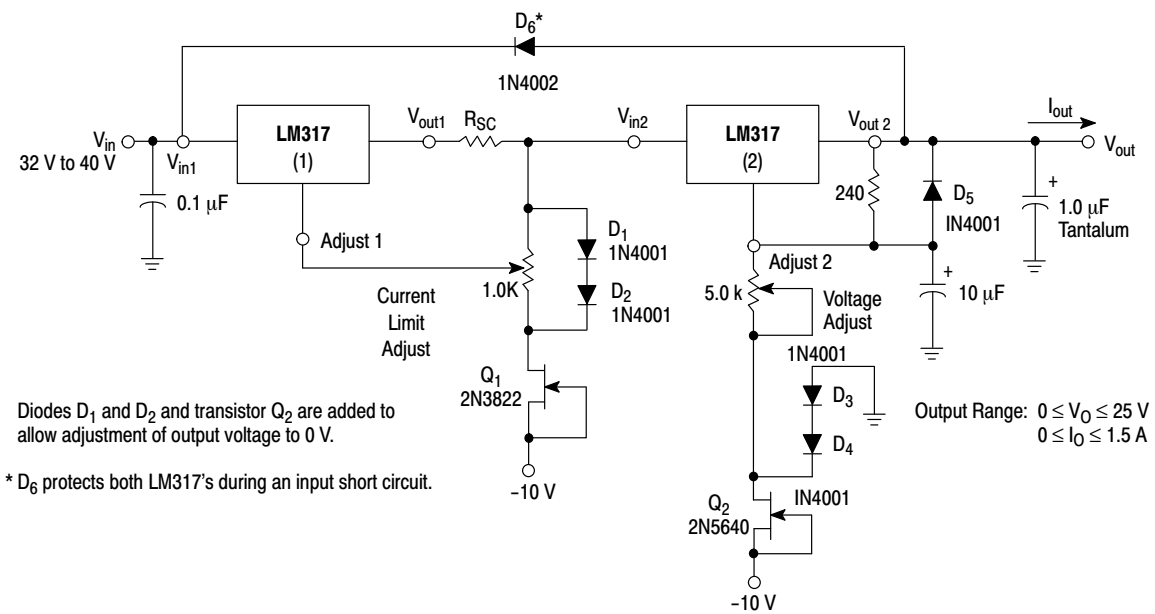 D6*
1N4002
Vin
32 V to 40 V
Vin1
0.1 µF
LM317
(1)
Vout1
RSC
Vin2
LM317
(2)
Vout 2
Iout
Vout
240
D5
IN4001
+
1.0 µF
Tantalum
Adjust 1
D1
1N4001
1.0K
D2
1N4001
Current
Limit
Adjust
Adjust 2
5.0 k
Voltage
Adjust
+
10 µF
1N4001
D3
D4
IN4001
Q1
2N3822
–10 V
Q2
2N5640
–10 V
Output Range: 0 ≤ VO ≤ 25 V
0 ≤ IO ≤ 1.5 A
Diodes D1 and D2 and transistor Q2 are added to
allow adjustment of output voltage to 0 V.
* D6 protects both LM317's during an input short circuit.